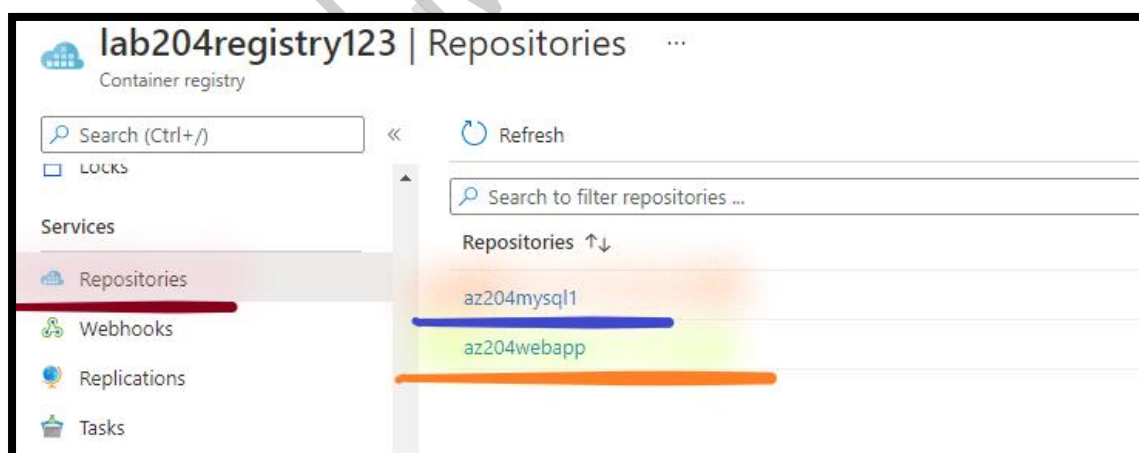 lab204registry123 | Repositories ...
Container registry
Search (Ctrl+/)
«
Refresh
Locks
Search to filter repositories ...
Services
Repositories ↑↓
Repositories
az204mysql1
Webhooks
az204webapp
Replications
Tasks